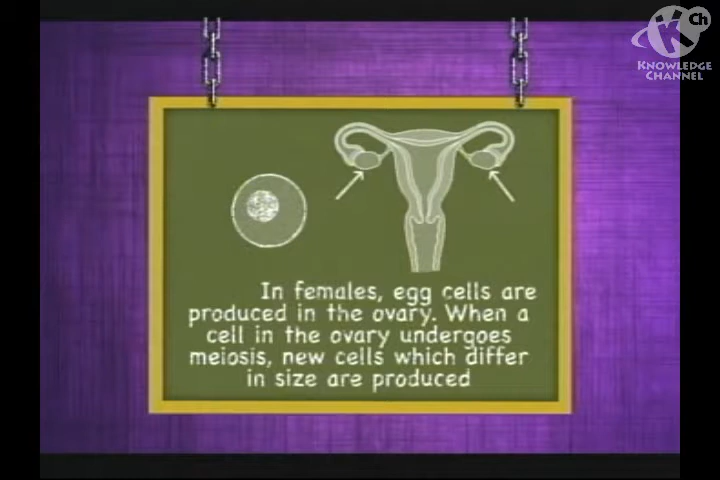 Ch
KNOWLEDGE
CHANNEL
In females, egg cells are
produced in the ovary. When a
cell in the ovary undergoes
meiosis, new cells which differ
in size are produced